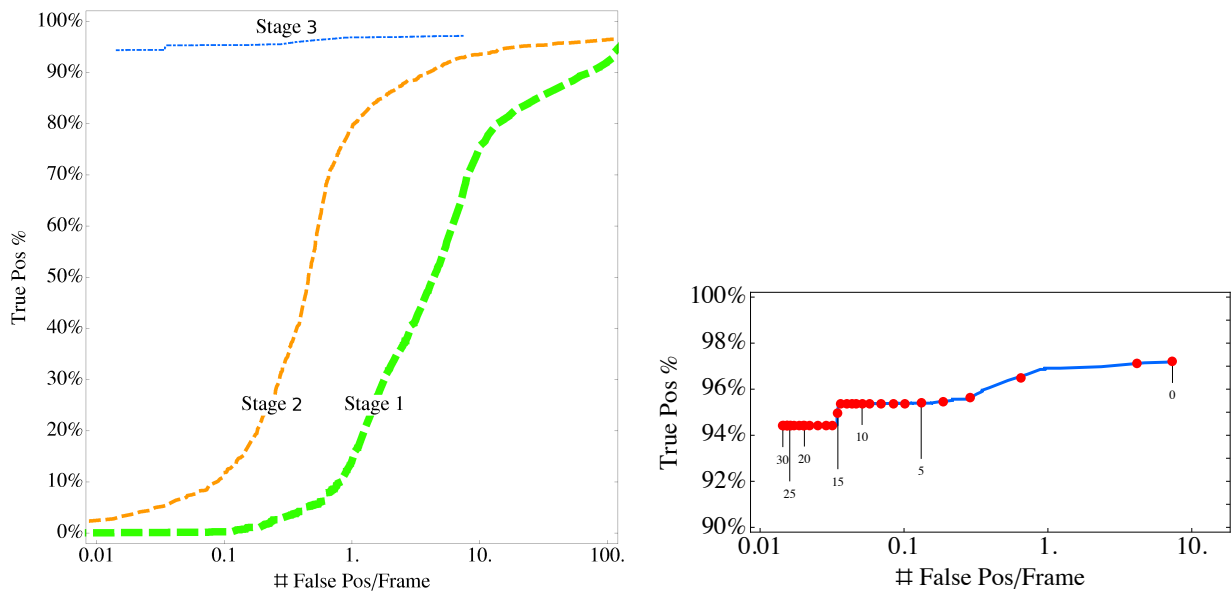 100%
90%
80%
70%
60%
50%
40%
30%
20%
10%
0%
True Pos %
Stage 3
Stage 2
Stage 1
0.01 0.1 1. 10. 100.
# False Pos/Frame
100%
98%
96%
94%
92%
90%
True Pos %
0
10
5
30
20
15
25
0.01 0.1 1. 10.
# False Pos/Frame